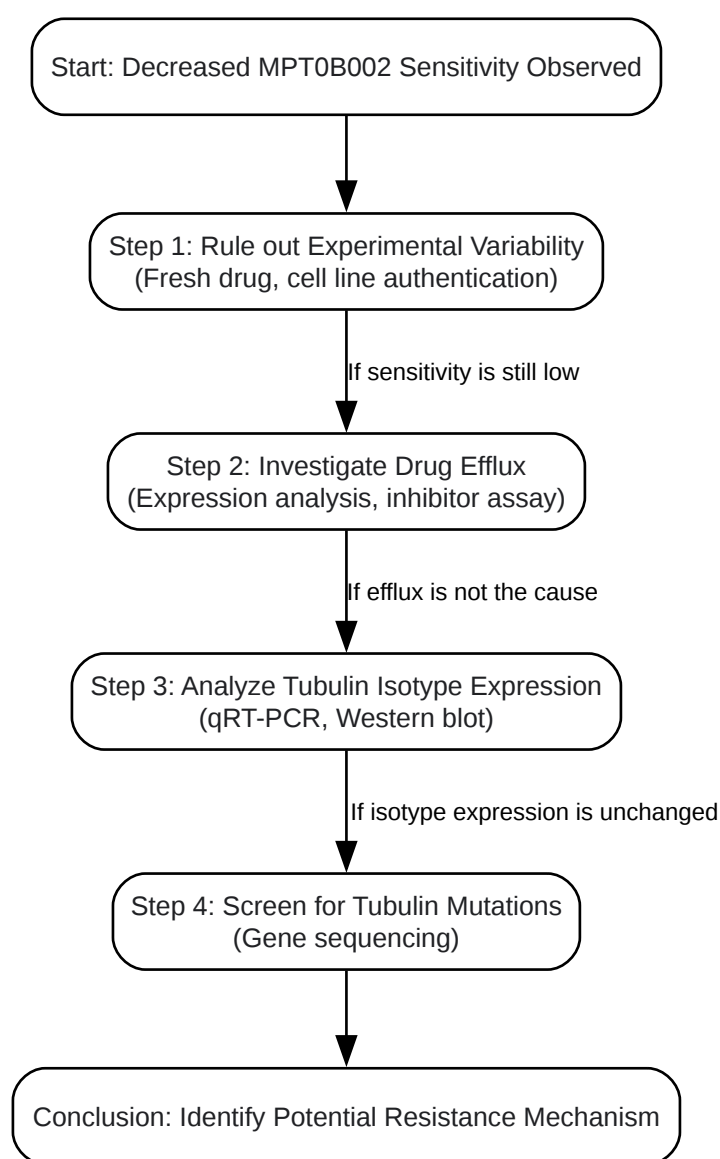 Start: Decreased MPT0B002 Sensitivity Observed
Step 1: Rule out Experimental Variability
(Fresh drug, cell line authentication)
If sensitivity is still low
Step 2: Investigate Drug Efflux
(Expression analysis, inhibitor assay)
If efflux is not the cause
Step 3: Analyze Tubulin Isotype Expression
(qRT-PCR, Western blot)
If isotype expression is unchanged
Step 4: Screen for Tubulin Mutations
(Gene sequencing)
Conclusion: Identify Potential Resistance Mechanism